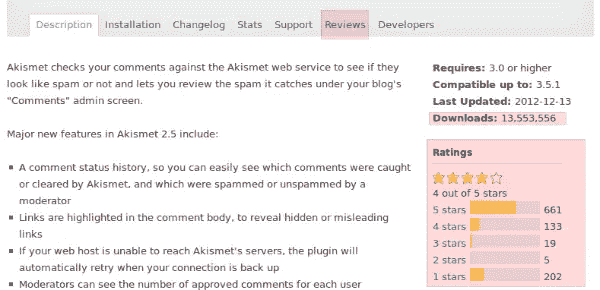 Description Installation Changelog Stats Support Reviews Developers
Akismet checks your comments against the Akismet web service to see if they
look like spam or not and lets you review the spam it catches under your blog's
"Comments" admin screen.
Major new features in Akismet 2.5 include:
A comment status history, so you can easily see which comments were caught
or cleared by Akismet, and which were spammed or unspammed by a
moderator
Links are highlighted in the comment body, to reveal hidden or misleading
links
If your web host is unable to reach Akismet's servers, the plugin will
automatically retry when your connection is back up
Moderators can see the number of approved comments for each user
Requires: 3.0 or higher
Compatible up to: 3.5.1
Last Updated: 2012-12-13
Downloads: 13,553,556
Ratings
4 out of 5 stars
5 stars 661
4 stars 133
3 stars 19
2 stars 5
1 stars 202